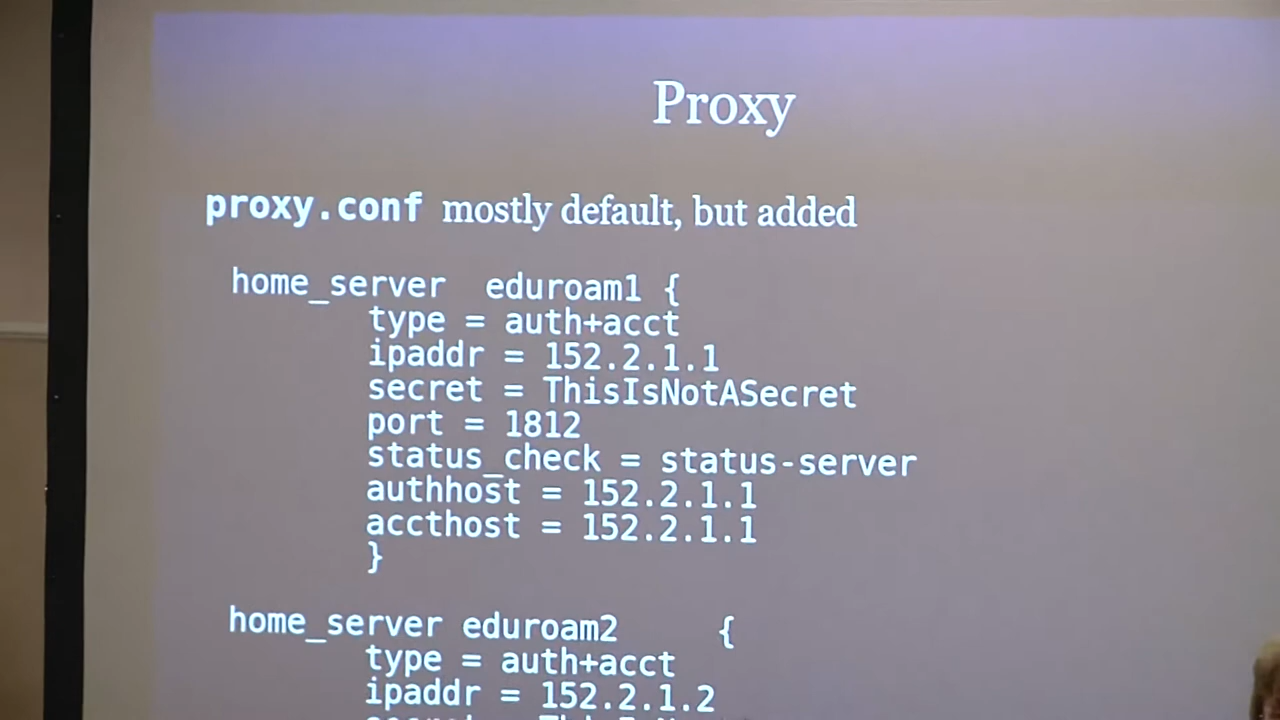 Proxy
proxy.conf mostly default, but added
home_server eduroam1 {
type = auth+acct
ipaddr = 152.2.1.1
secret = ThisIsNotASecret
port = 1812
status_check = status-server
authhost = 152.2.1.1
accthost = 152.2.1.1
}
home_server eduroam2 {
type = auth+acct
ipaddr = 152.2.1.2